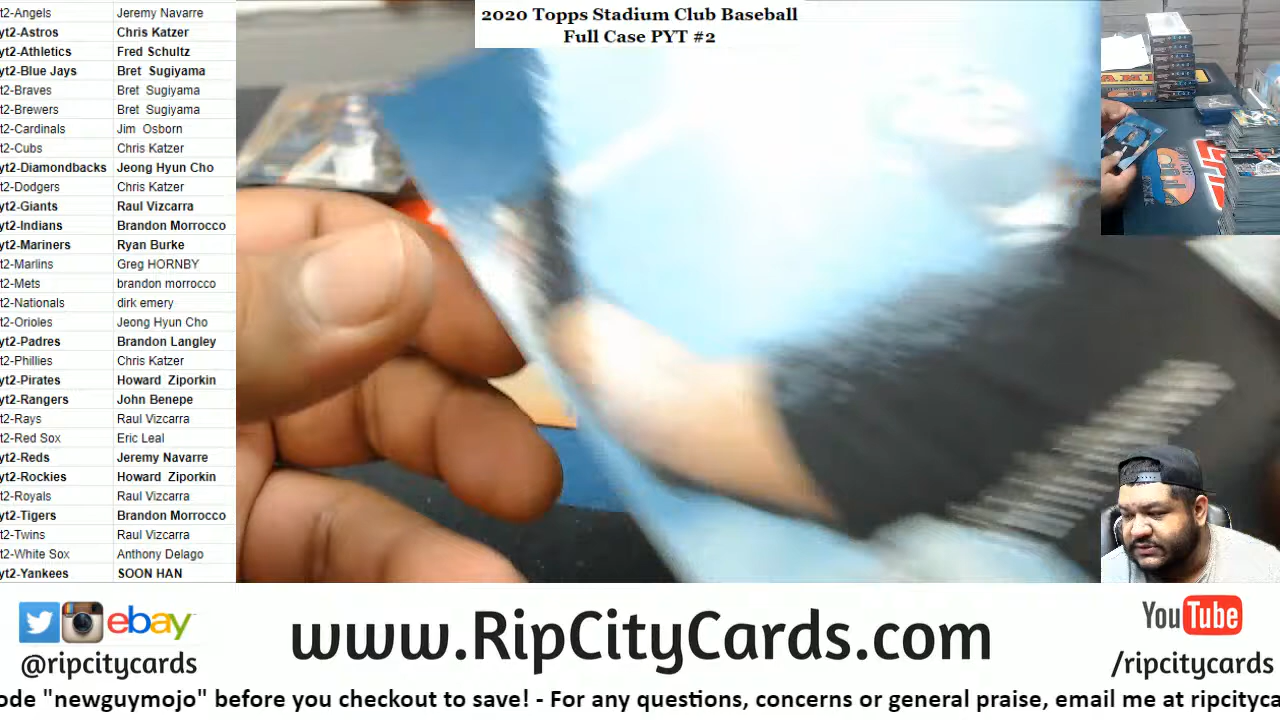 2020 Topps Stadium Club Baseball
Full Case PYT #2
t2-Angels Jeremy Navarre
yt2-Astros Chris Katzer
yt2-Athletics Fred Schultz
yt2-Blue Jays Bret Sugiyama
t2-Braves Bret Sugiyama
t2-Brewers Bret Sugiyama
t2-Cardinals Jim Osborn
t2-Cubs Chris Katzer
yt2-Diamondbacks Jeong Hyun Cho
t2-Dodgers Chris Katzer
yt2-Giants Raul Vizcarra
yt2-Indians Brandon Morrocco
yt2-Mariners Ryan Burke
t2-Marlins Greg HORNBY
t2-Mets brandon morrocco
t2-Nationals dirk emery
t2-Orioles Jeong Hyun Cho
yt2-Padres Brandon Langley
t2-Phillies Chris Katzer
yt2-Pirates Howard Ziporkin
yt2-Rangers John Benepe
t2-Rays Raul Vizcarra
t2-Red Sox Eric Leal
yt2-Reds Jeremy Navarre
yt2-Rockies Howard Ziporkin
t2-Royals Raul Vizcarra
yt2-Tigers Brandon Morrocco
t2-Twins Raul Vizcarra
t2-White Sox Anthony Delago
yt2-Yankees SOON HAN
ebay
@ripcitycards
www.RipCityCards.com
YouTube
/ripcitycards
ode "newguymojo" before you checkout to save! - For any questions, concerns or general praise, email me at ripcityca